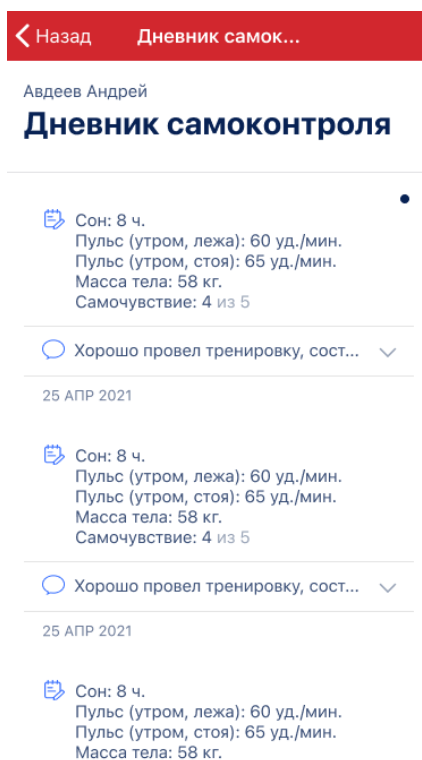 Назад
Дневник самок...
Авдеев Андрей
Дневник самоконтроля
Сон: 8 ч.
Пульс (утром, лежа): 60 уд./мин.
Пульс (утром, стоя): 65 уд./мин.
Масса тела: 58 кг.
Самочувствие: 4 из 5
Хорошо провел тренировку, сост...
25 АПР 2021
Сон: 8 ч.
Пульс (утром, лежа): 60 уд./мин.
Пульс (утром, стоя): 65 уд./мин.
Масса тела: 58 кг.
Самочувствие: 4 из 5
Хорошо провел тренировку, сост...
25 АПР 2021
Сон: 8 ч.
Пульс (утром, лежа): 60 уд./мин.
Пульс (утром, стоя): 65 уд./мин.
Масса тела: 58 кг.